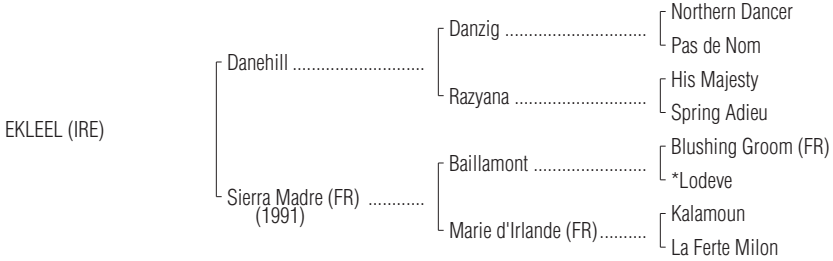 Northern Dancer
Danzig ..............................
Pas de Nom
Danehill ............................
His Majesty
Razyana ............................
Spring Adieu
EKLEEL (IRE)
Blushing Groom (FR)
Baillamont ........................
*Lodeve
Sierra Madre (FR) ............
(1991)
Kalamoun
Marie d'Irlande (FR)..........
La Ferte Milon